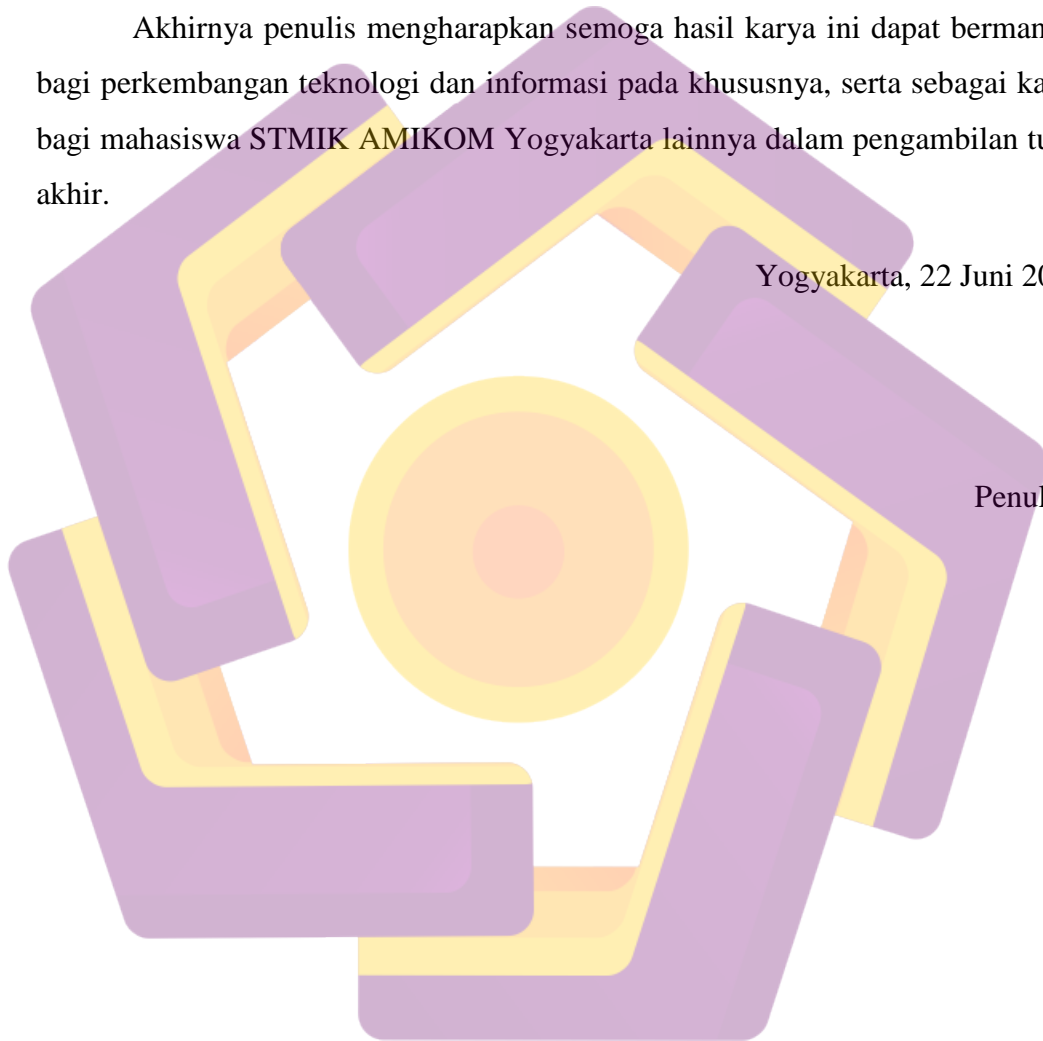 Akhirnya penulis mengharapkan semoga hasil karya ini dapat berman
bagi perkembangan teknologi dan informasi pada khususnya, serta sebagai ka
bagi mahasiswa STMIK AMIKOM Yogyakarta lainnya dalam pengambilan tu
akhir.
Yogyakarta, 22 Juni 20
Penul